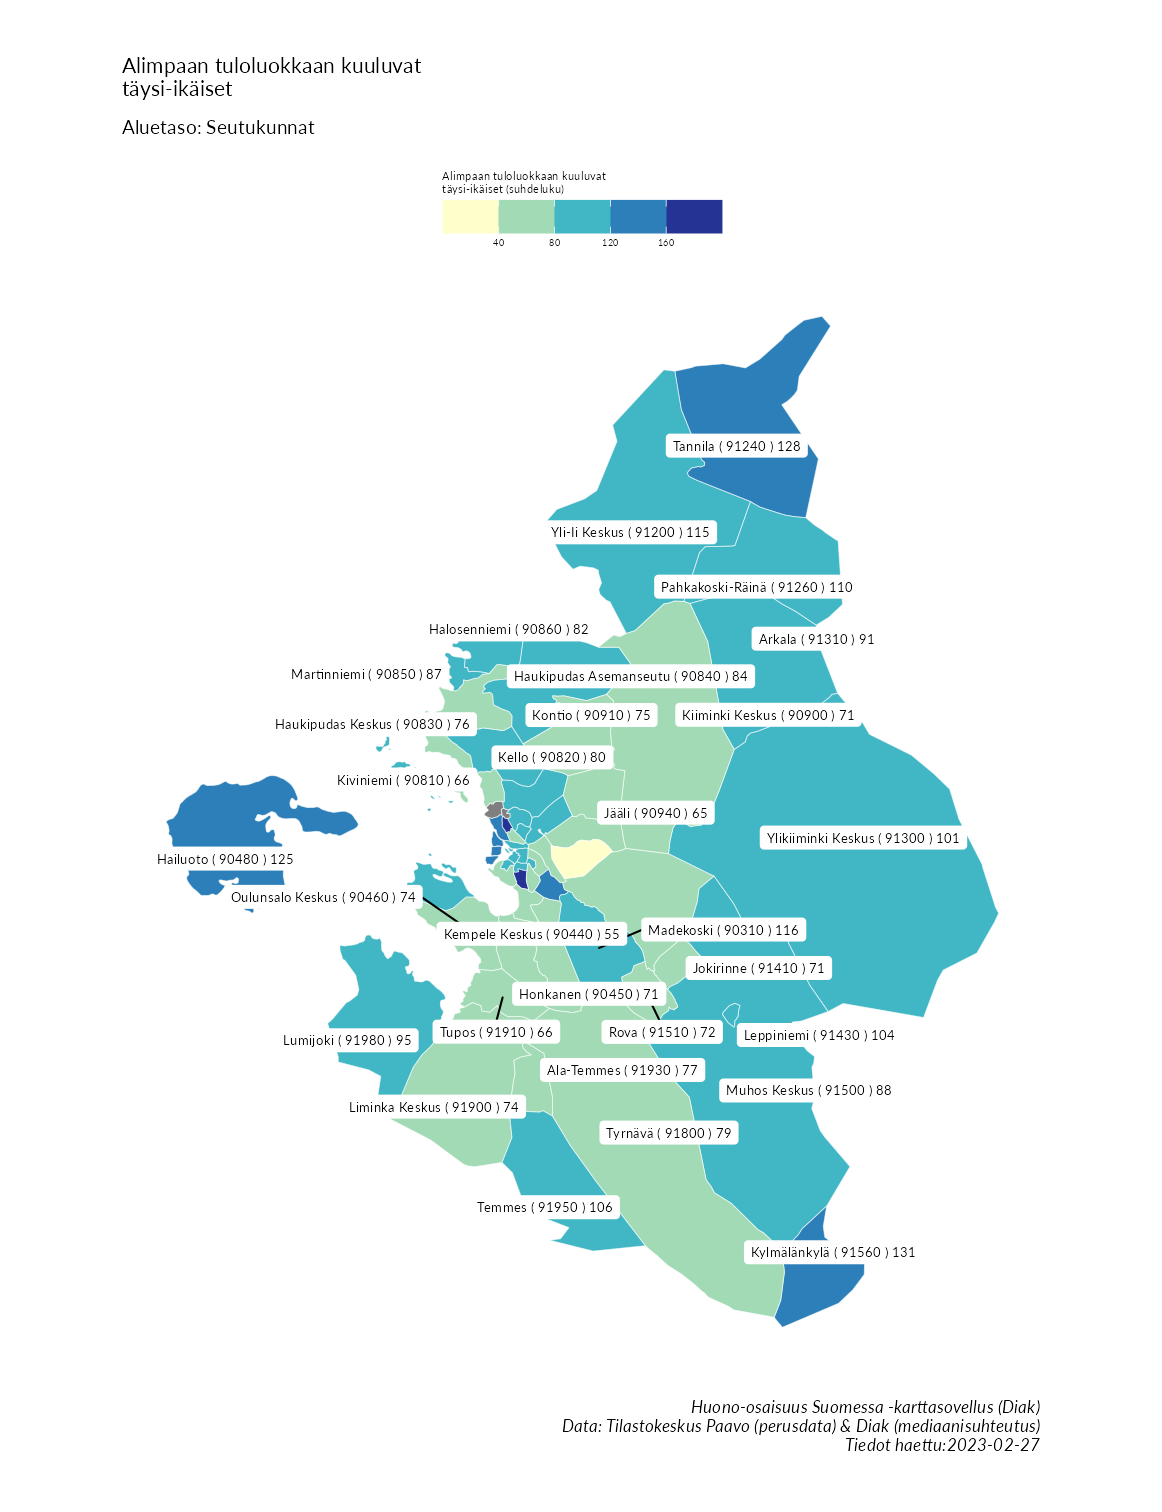 Alimpaan tuloluokkaan kuuluvat
täysi-ikäiset
Aluetaso: Seutukunnat
Alimpaan tuloluokkaan kuuluvat
täysi-ikäiset (suhdeluku)
40 80 120 160
Tannila ( 91240 ) 128
Yli-Ii Keskus ( 91200 ) 115
Pahkakoski-Räinä ( 91260 ) 110
Halosenniemi ( 90860 ) 82
Arkala ( 91310 ) 91
Martinniemi ( 90850 ) 87
Haukipudas Asemanseutu ( 90840 ) 84
Haukipudas Keskus ( 90830 ) 76
Kontio ( 90910 ) 75
Kiiminki Keskus ( 90900 ) 71
Kello ( 90820 ) 80
Kiviniemi ( 90810 ) 66
Jääli ( 90940 ) 65
Ylikiiminki Keskus ( 91300 ) 101
Hailuoto ( 90480 ) 125
Oulunsalo Keskus ( 90460 ) 74
Kempele Keskus ( 90440 ) 55
Madekoski ( 90310 ) 116
Jokirinne ( 91410 ) 71
Honkanen ( 90450 ) 71
Tupos ( 91910 ) 66
Rova ( 91510 ) 72
Leppiniemi ( 91430 ) 104
Lumijoki ( 91980 ) 95
Ala-Temmes ( 91930 ) 77
Muhos Keskus ( 91500 ) 88
Liminka Keskus ( 91900 ) 74
Tyrnävä ( 91800 ) 79
Temmes ( 91950 ) 106
Kylmälänkylä ( 91560 ) 131
Huono-osaisuus Suomessa -karttasovellus (Diak)
Data: Tilastokeskus Paavo (perusdata) & Diak (mediaanisuhteutus)
Tiedot haettu:2023-02-27